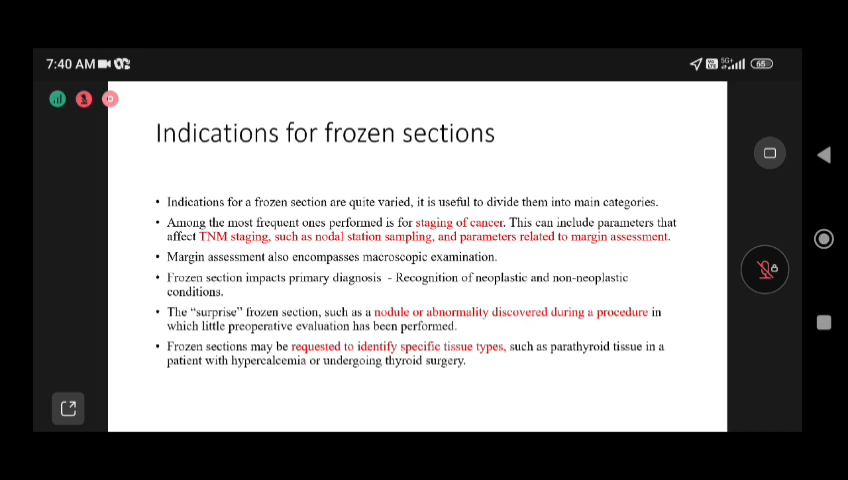 7:40 AM
5G+
65
Indications for frozen sections
• Indications for a frozen section are quite varied, it is useful to divide them into main categories.
• Among the most frequent ones performed is for staging of cancer. This can include parameters that
affect TNM staging, such as nodal station sampling, and parameters related to margin assessment.
• Margin assessment also encompasses macroscopic examination.
• Frozen section impacts primary diagnosis - Recognition of neoplastic and non-neoplastic
conditions.
• The “surprise” frozen section, such as a nodule or abnormality discovered during a procedure in
which little preoperative evaluation has been performed.
• Frozen sections may be requested to identify specific tissue types, such as parathyroid tissue in a
patient with hypercalcemia or undergoing thyroid surgery.